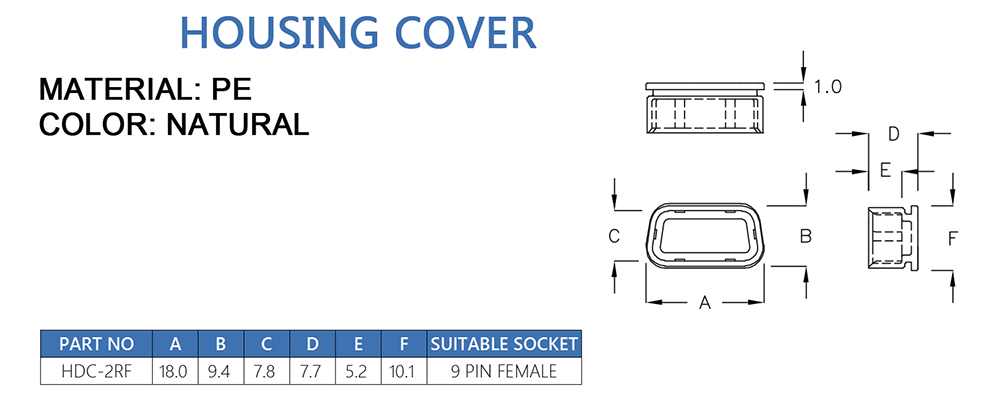 HOUSING COVER
MATERIAL: PE
COLOR: NATURAL
1.0
D
E
C
B
F
A
PART NO A B C D E F SUITABLE SOCKET
HDC-2RF 18.0 9.4 7.8 7.7 5.2 10.1 9 PIN FEMALE